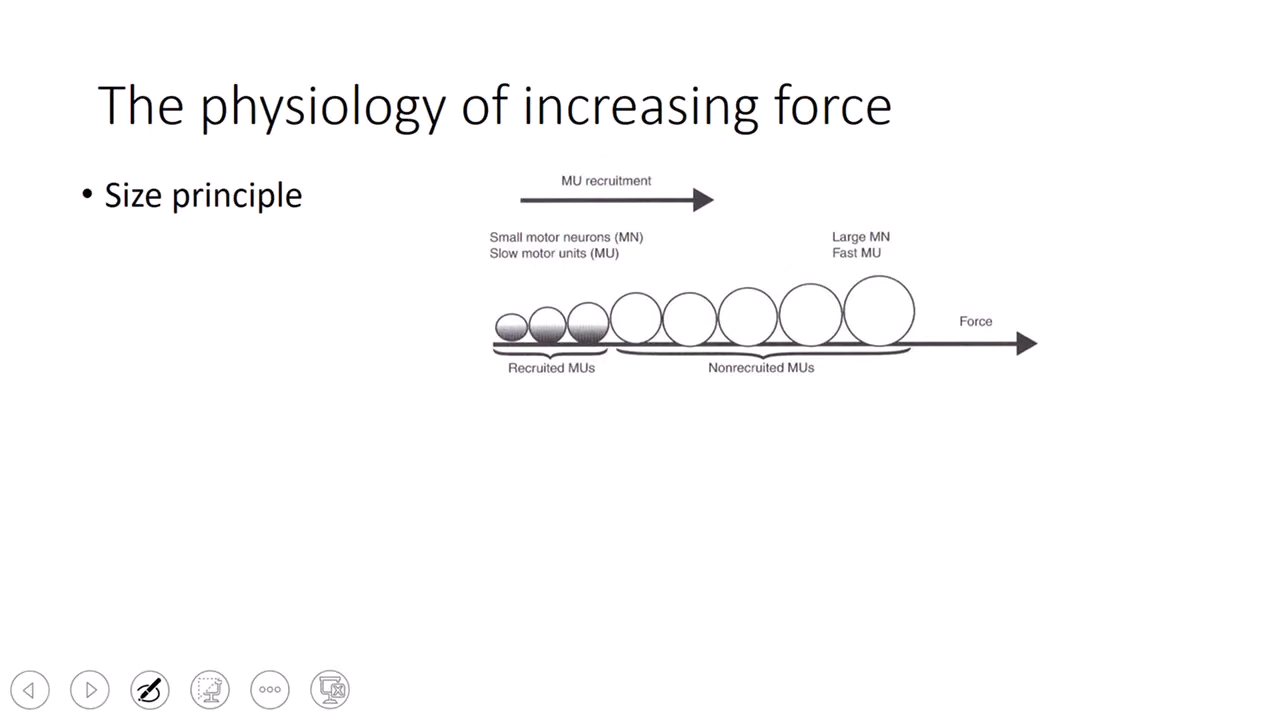 The physiology of increasing force
• Size principle
MU recruitment
Small motor neurons (MN)
Slow motor units (MU)
Large MN
Fast MU
Force
Recruited MUs
Nonrecruited MUs